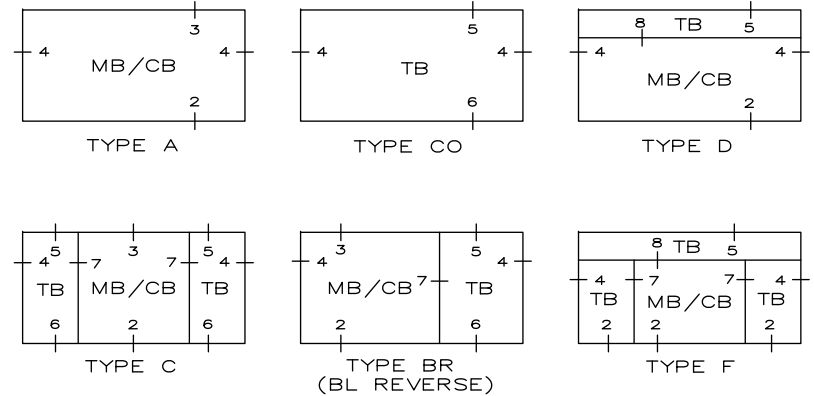 3
4 4
MB/CB
2
TYPE A
5
4
TB
6
TYPE CO
8 TB 5
4 4
MB/CB
2
TYPE D
5 3 5
4 7 7 4
TB MB/CB TB
6 2 6
TYPE C
3 5
4 4
MB/CB 7 TB
2 6
TYPE BR
(BL REVERSE)
8 TB 5
4 7 7 4
TB MB/CB TB
2 2 2
TYPE F